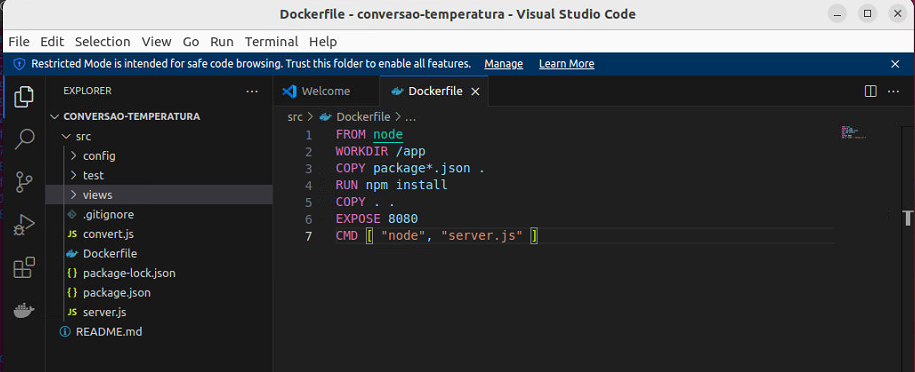 Dockerfile - conversao-temperatura - Visual Studio Code
File Edit Selection View Go Run Terminal Help
Restricted Mode is intended for safe code browsing. Trust this folder to enable all features. Manage Learn More
EXPLORER
CONVERSAO-TEMPERATURA
src
config
test
views
.gitignore
JS convert.js
Dockerfile
{} package-lock.json
{} package.json
JS server.js
README.md
Welcome
Dockerfile
src > Dockerfile > ...
1 FROM node
2 WORKDIR /app
3 COPY package*.json .
4 RUN npm install
5 COPY . .
6 EXPOSE 8080
7 CMD [ "node", "server.js" ]